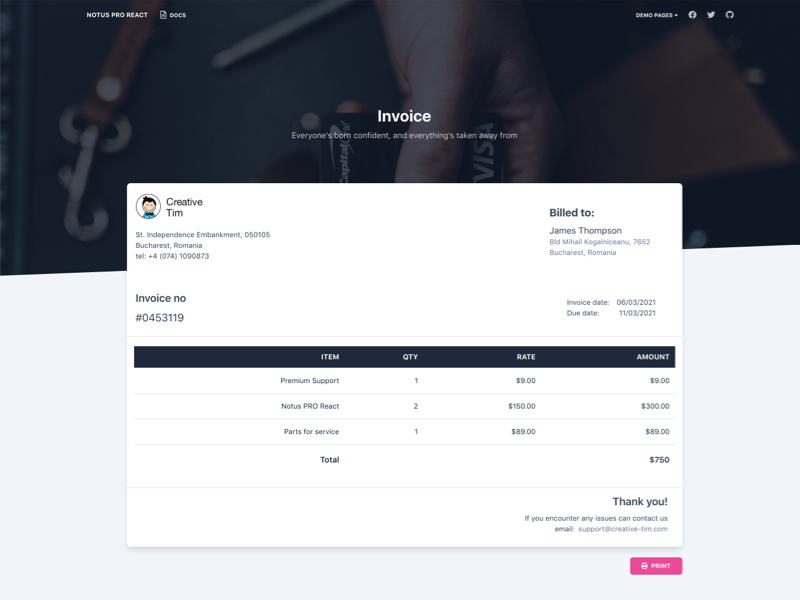 NOTUS PRO REACT DOCS DEMO PAGES
Invoice
Everyone's born confident, and everything's taken away from
Capital One
VISA
Creative
Tim
St. Independence Embankment, 050105
Bucharest, Romania
tel: +4 (074) 1090873
Billed to:
James Thompson
Bld Mihail Kogalniceanu, 7652
Bucharest, Romania
Invoice no
#0453119
Invoice date: 06/03/2021
Due date: 11/03/2021
ITEM QTY RATE AMOUNT
Premium Support 1 $9.00 $9.00
Notus PRO React 2 $150.00 $300.00
Parts for service 1 $89.00 $89.00
Total $750
Thank you!
If you encounter any issues can contact us
email: support@creative-tim.com
PRINT